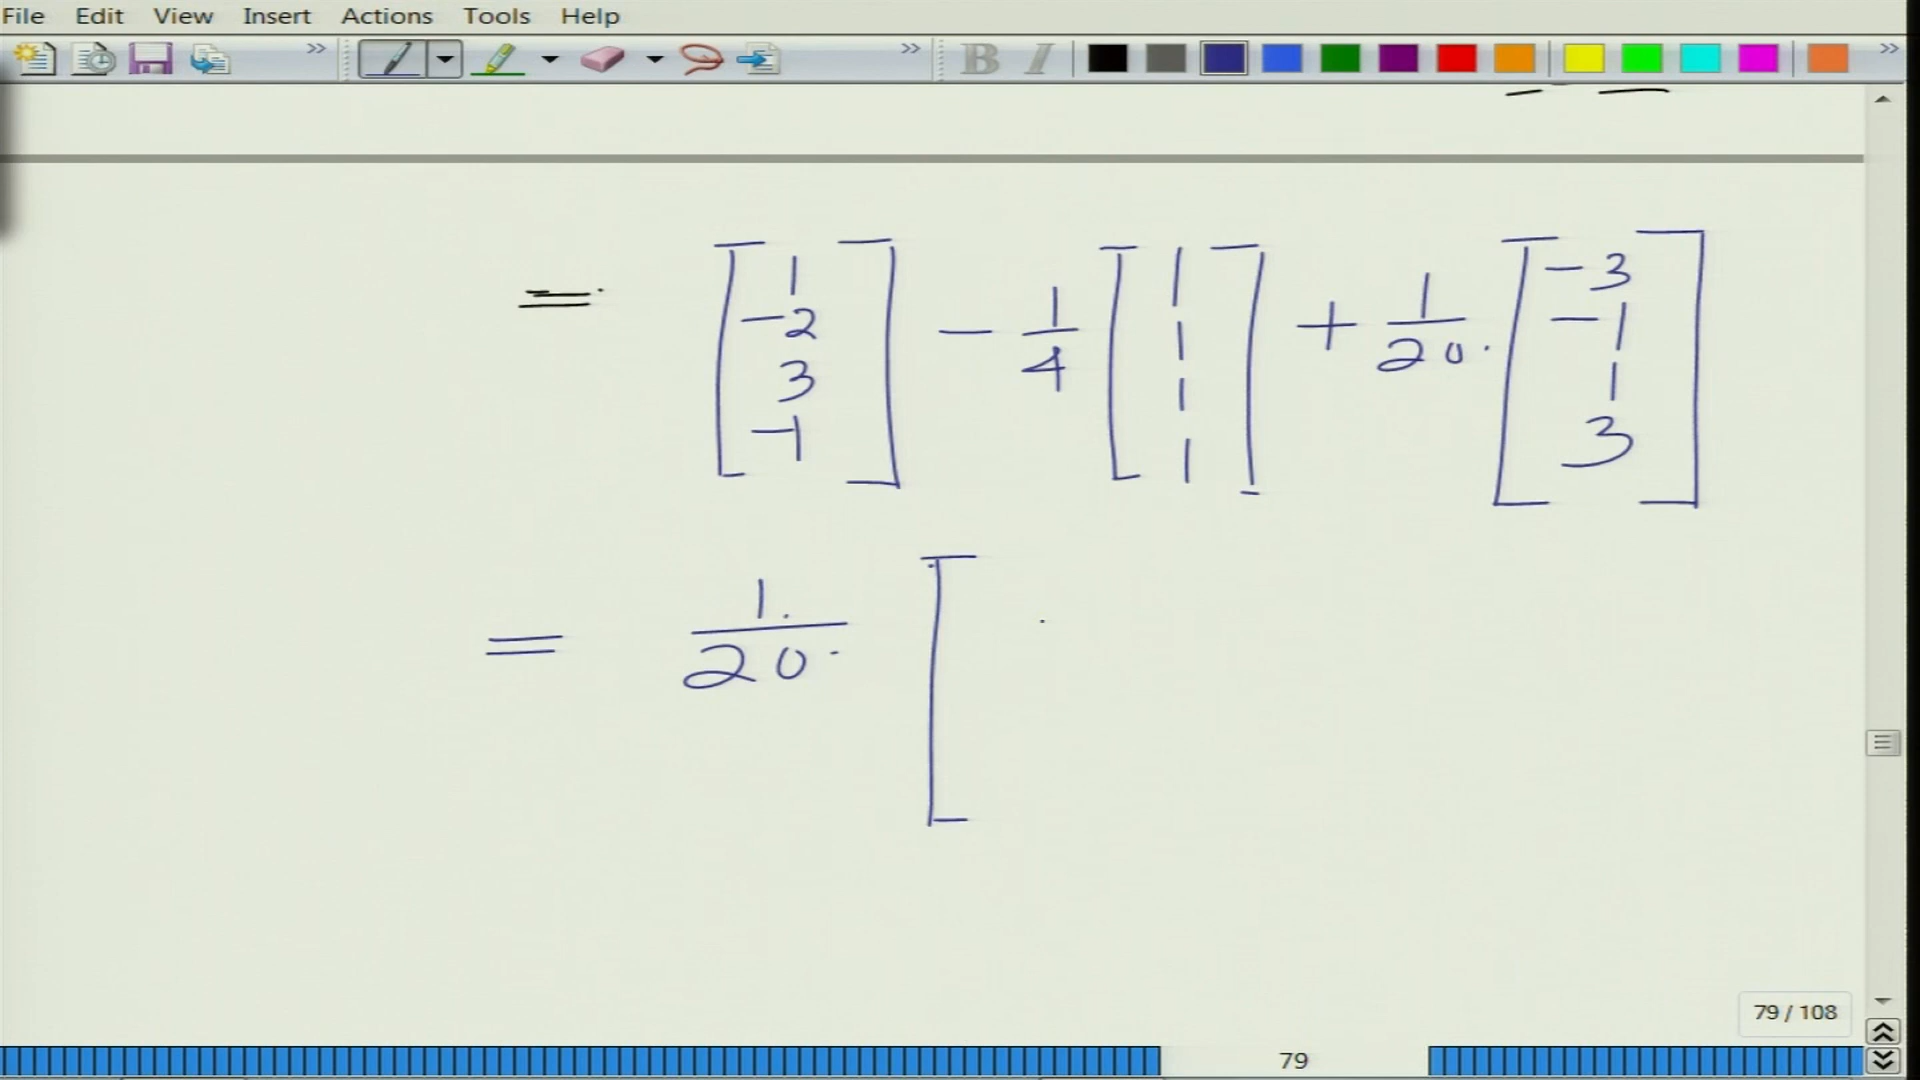 File Edit View Insert Actions Tools Help
B I
= [1 -2 3 -1] - 1/4 [1 1 1 1] + 1/20 [-3 -1 1 3]
= 1/20 [
79 / 108
79